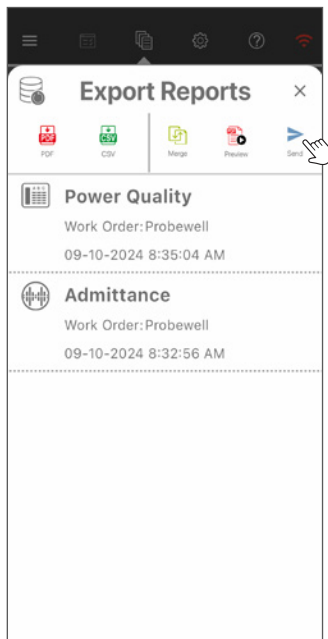 Export Reports
PDF CSV Merge Preview Send
Power Quality
Work Order:Probewell
09-10-2024 8:35:04 AM
Admittance
Work Order:Probewell
09-10-2024 8:32:56 AM